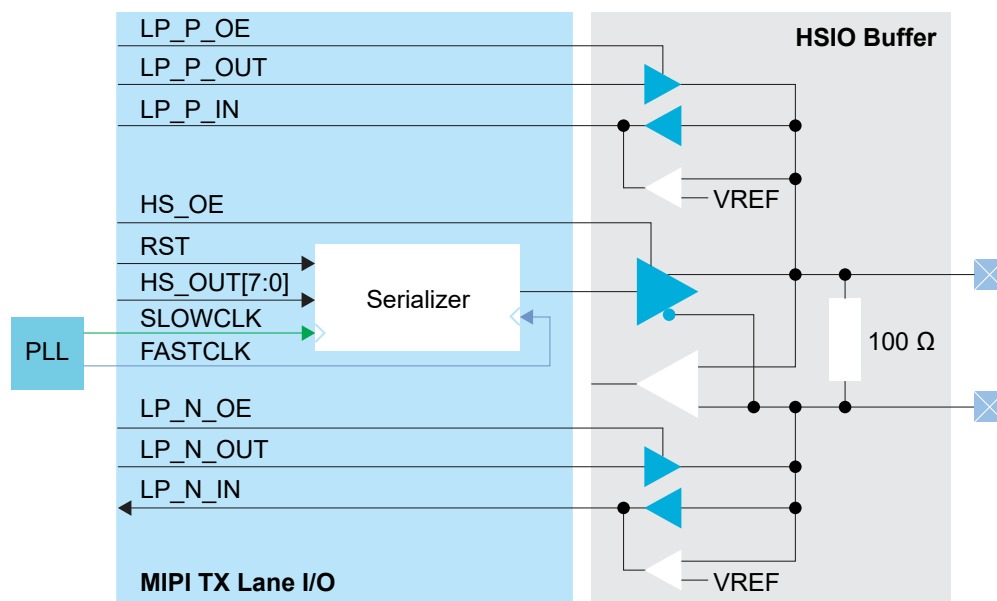 LP_P_OE
HSIO Buffer
LP_P_OUT
LP_P_IN
VREF
HS_OE
RST
HS_OUT[7:0]
Serializer
SLOWCLK
PLL
FASTCLK
100 Ω
LP_N_OE
LP_N_OUT
LP_N_IN
MIPI TX Lane I/O
VREF